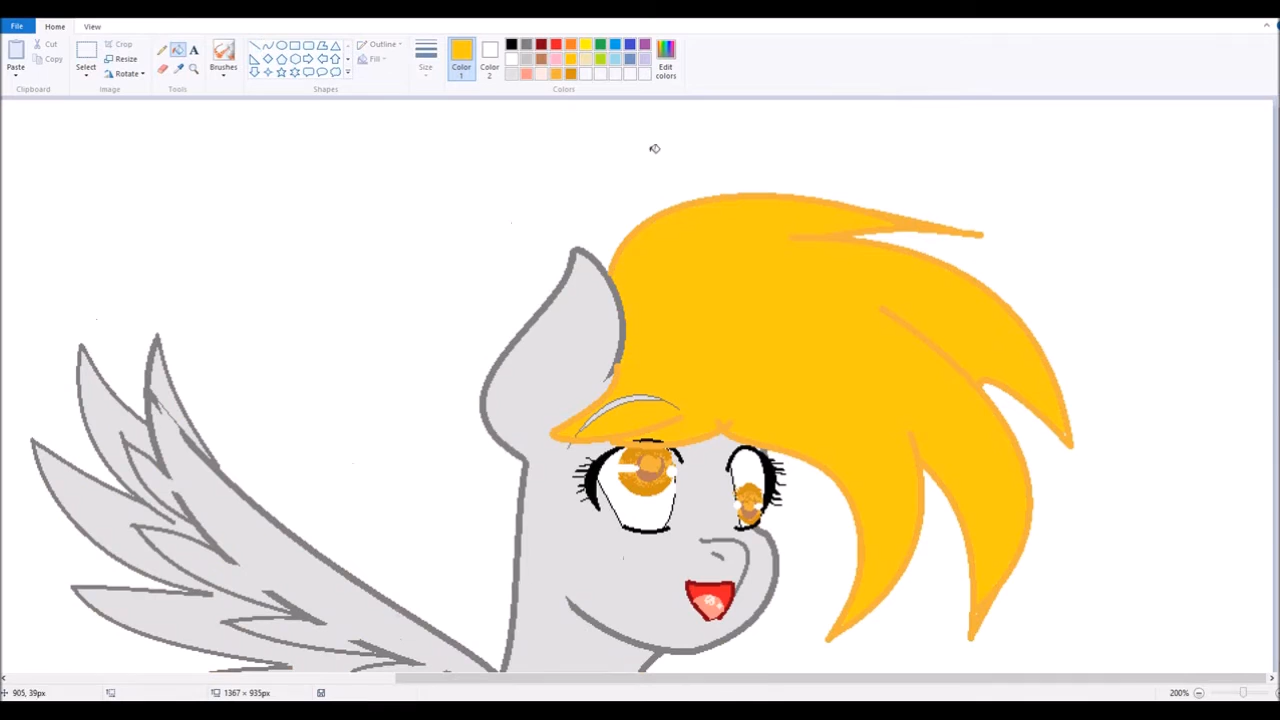 File Home View
Paste
Cut
Copy
Clipboard
Select
Crop
Resize
Rotate
Image
A
Tools
Brushes
Outline
Fill
Shapes
Size
Color 1
Color 2
Edit colors
Colors
905, 39px
1367 × 935px
200%